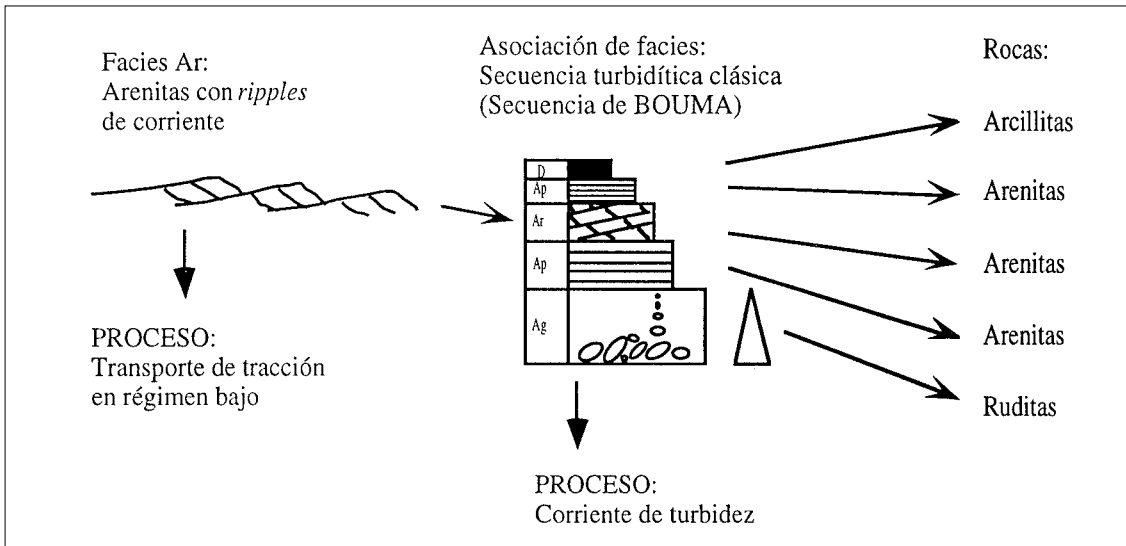 Facies Ar:
Arenitas con ripples
de corriente
PROCESO:
Transporte de tracción
en régimen bajo
Asociación de facies:
Secuencia turbidítica clásica
(Secuencia de BOUMA)
D
Ap
Ar
Ap
Ag
PROCESO:
Corriente de turbidez
Rocas:
Arcillitas
Arenitas
Arenitas
Arenitas
Ruditas